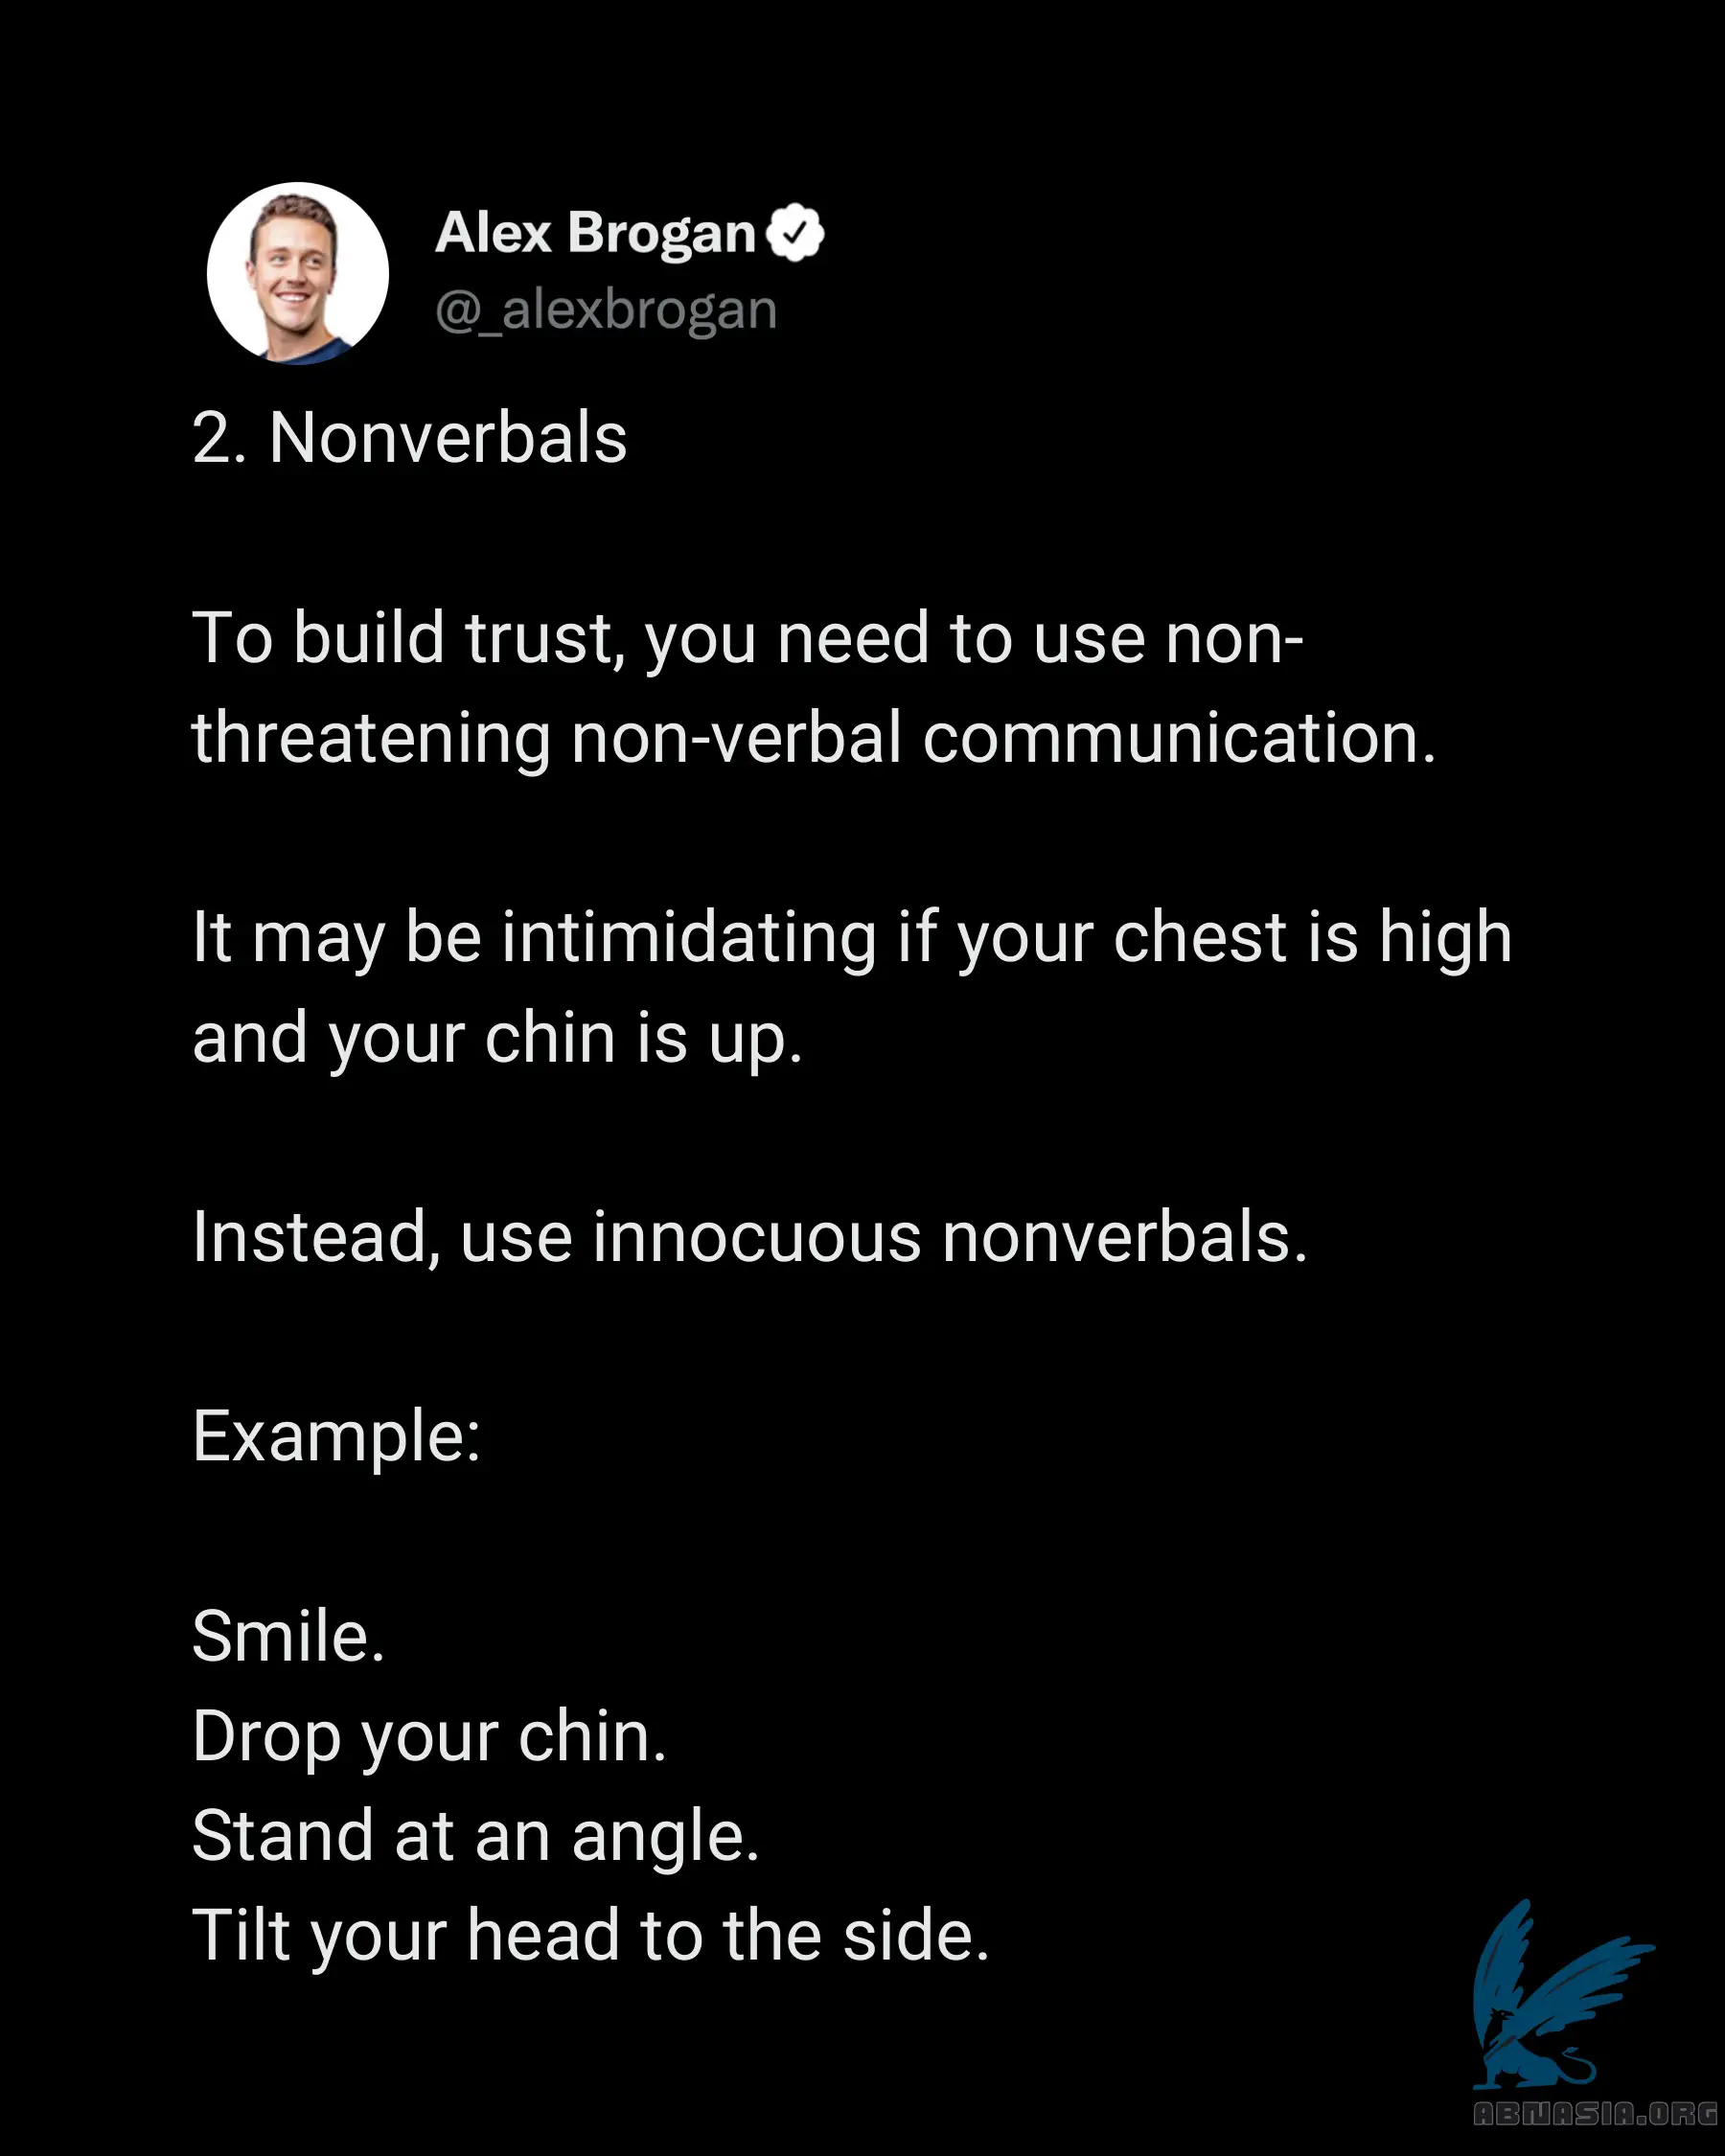 Alex Brogan
@_alexbrogan
2. Nonverbals
To build trust, you need to use non-
threatening non-verbal communication.
It may be intimidating if your chest is high
and your chin is up.
Instead, use innocuous nonverbals.
Example:
Smile.
Drop your chin.
Stand at an angle.
Tilt your head to the side.
ABNASIA.ORG